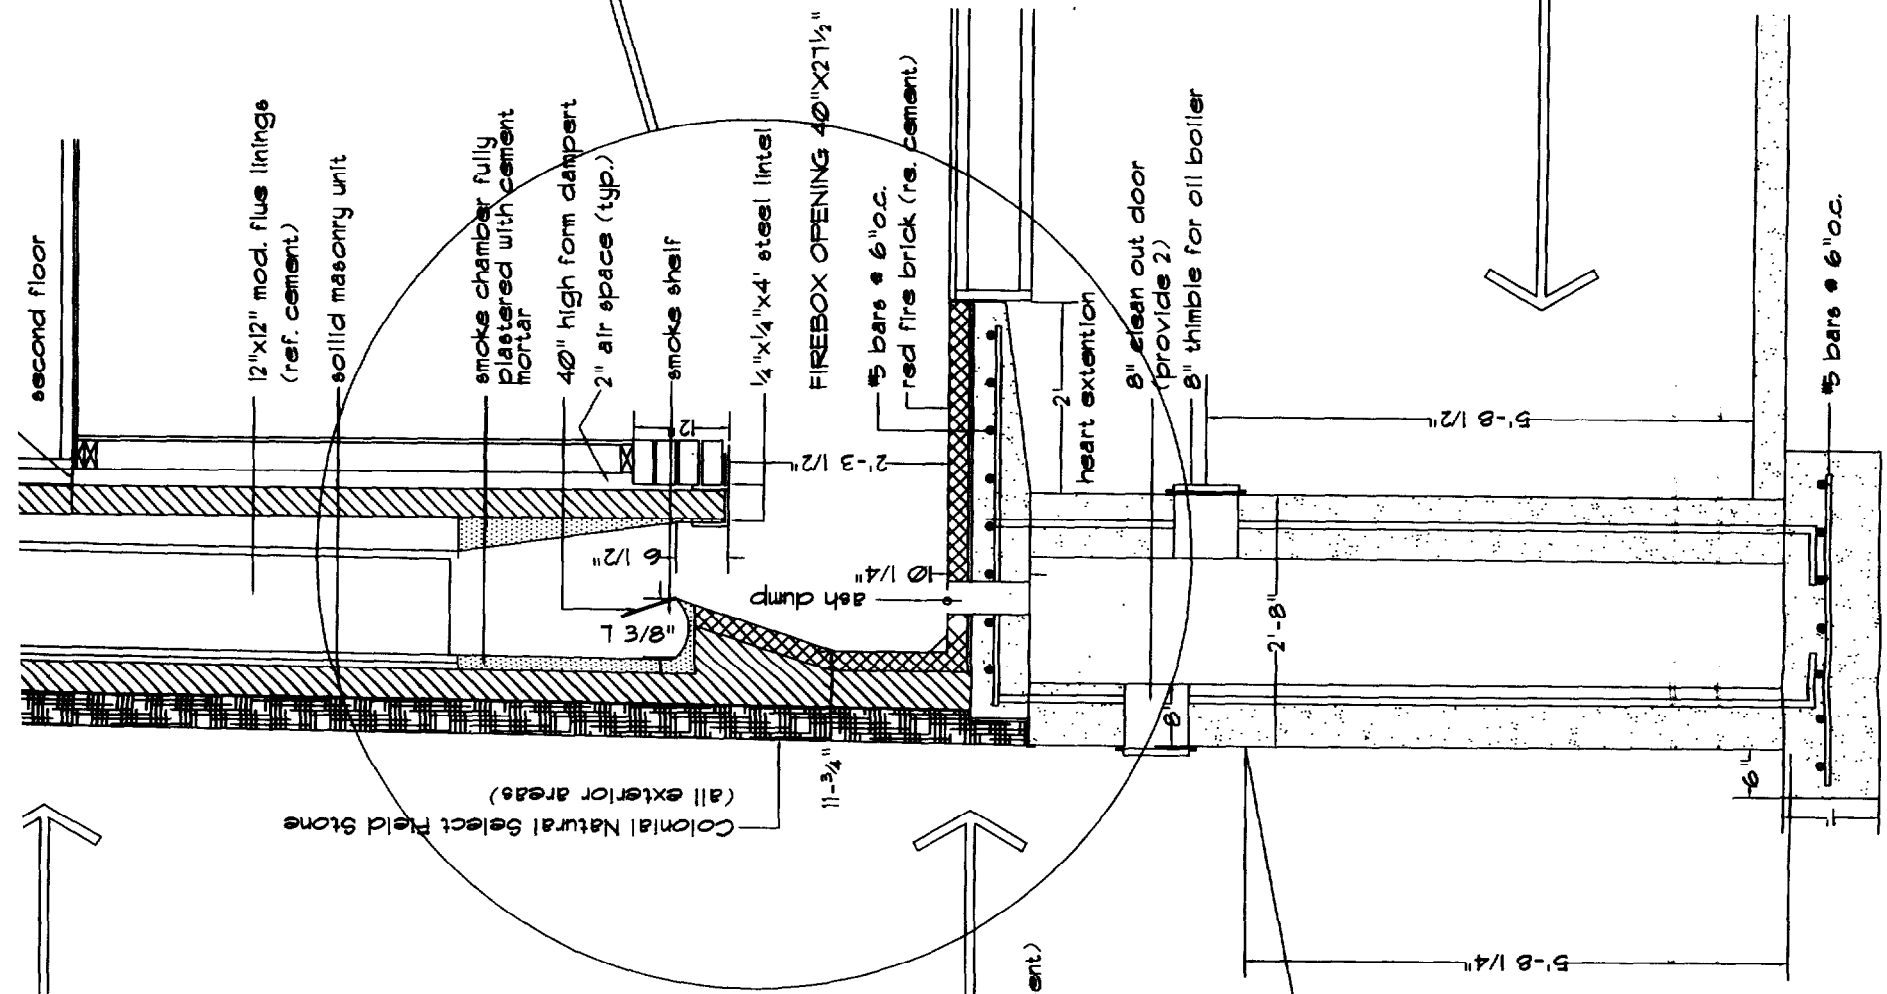 second floor
12"x12" mod. flue linings
(ref. cement)
soilid masonry unit
smoke chamber fully
plastered with cement
mortar
40" high form dampert
2" air space (typ.)
smoke shelf
1/4"x1/4"x4' steel lintel
FIREBOX OPENING 40"X27 1/2"
#5 bars @ 6"o.c.
red fire brick (re. cement)
heart extention
2'
8" clean out door
(provide 2)
8" thimble for oil boiler
#5 bars @ 6"o.c.
12
2'-3 1/2"
6 1/2"
7 3/8"
ash dump
10 1/4"
5'-8 1/2"
2'-8"
8"
6"
11-3/4"
Colonial Natural Select Field Stone
(all exterior areas)
5'-8 1/4"
ent)